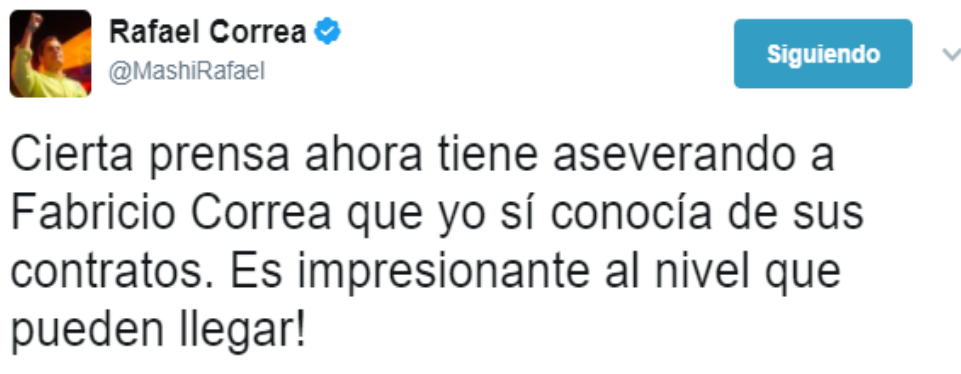 Rafael Correa
@MashiRafael
Siguiendo
Cierta prensa ahora tiene aseverando a
Fabricio Correa que yo sí conocía de sus
contratos. Es impresionante al nivel que
pueden llegar!